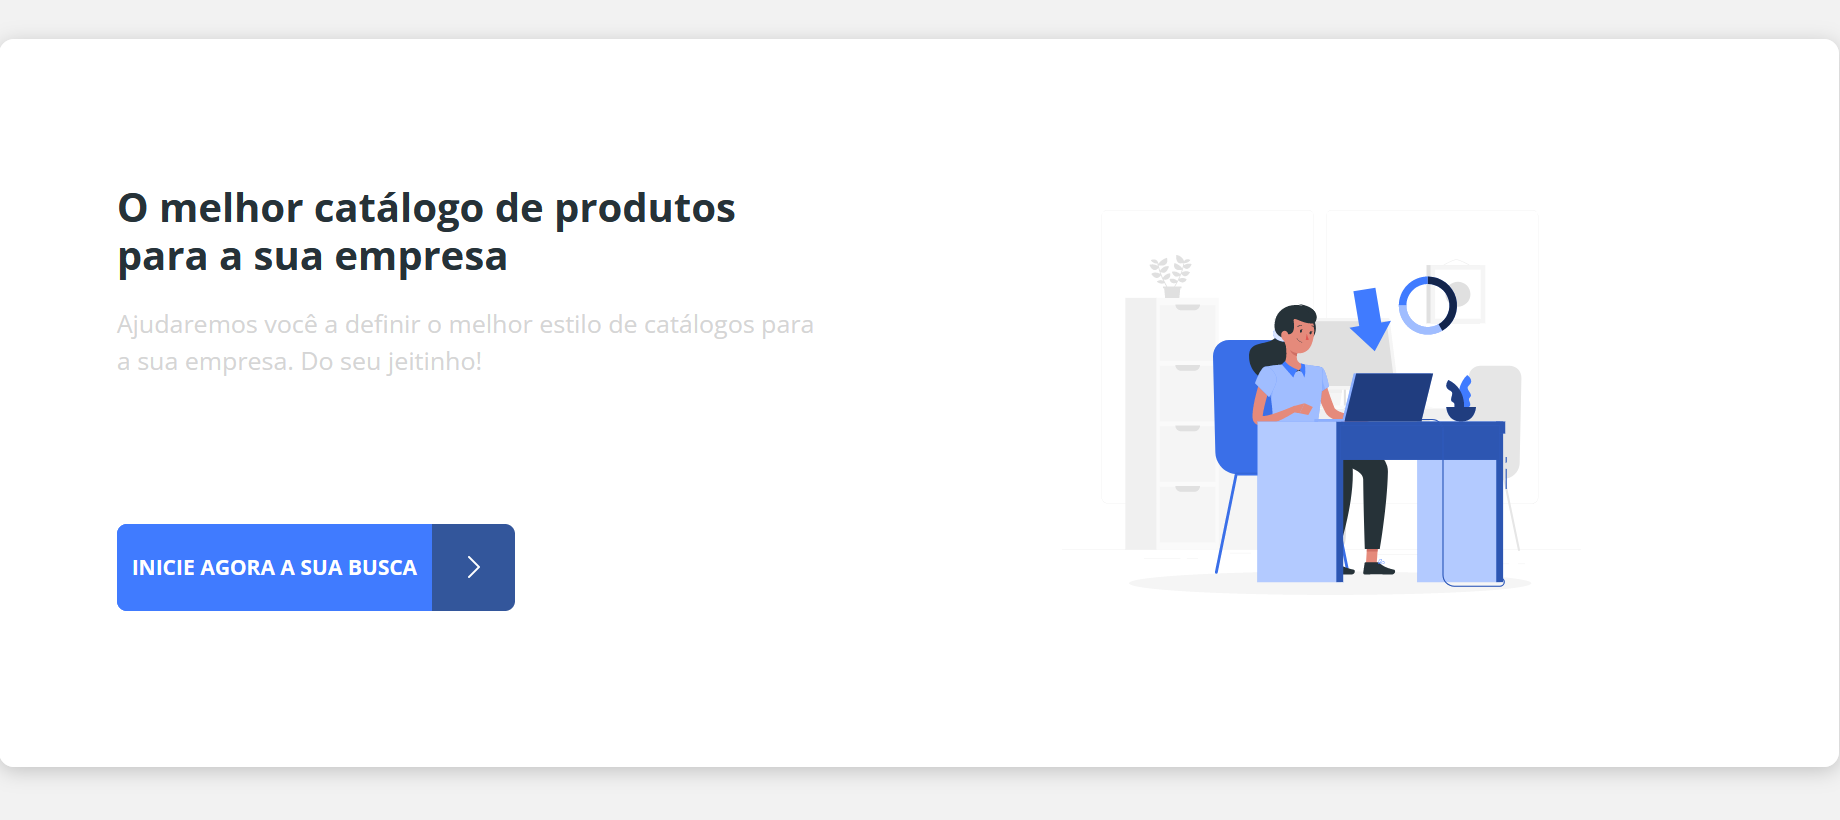 O melhor catálogo de produtos
para a sua empresa
Ajudaremos você a definir o melhor estilo de catálogos para
a sua empresa. Do seu jeitinho!
INICIE AGORA A SUA BUSCA